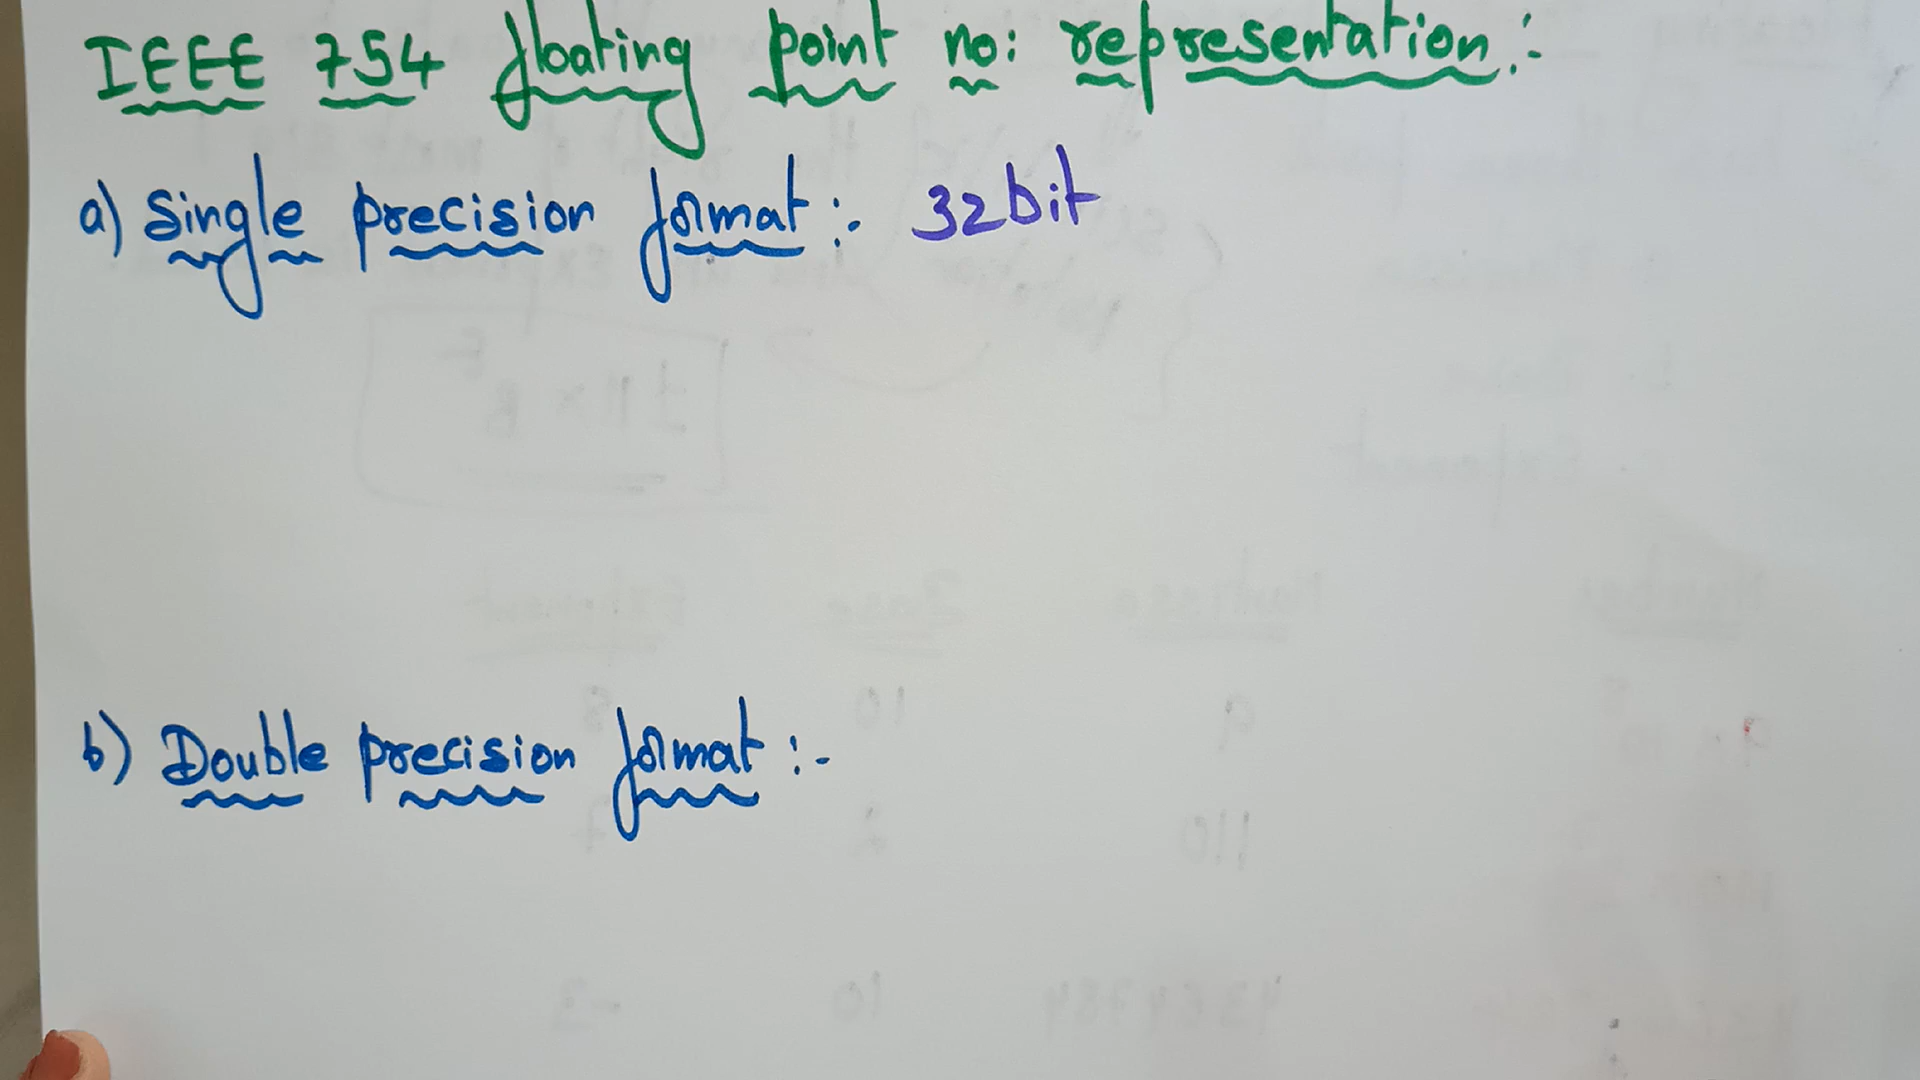 IEEE 754 floating point no: representation:-
a) Single precision format:- 32bit
b) Double precision format:-